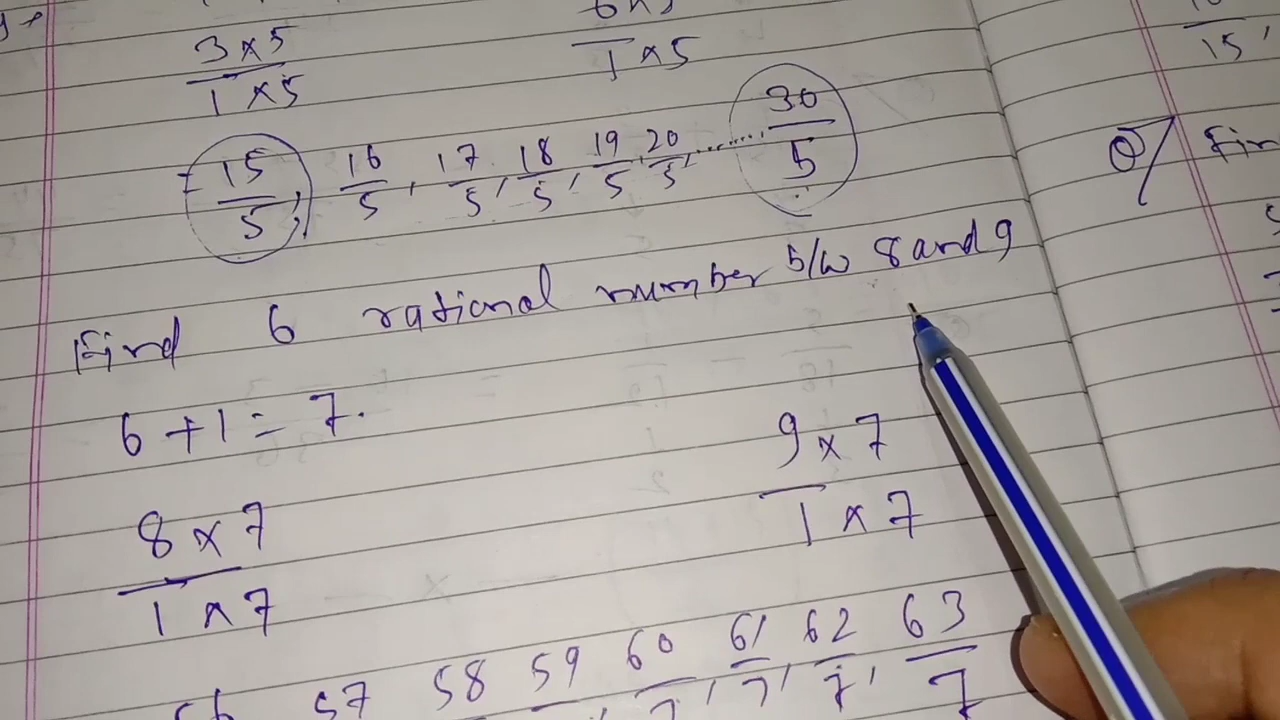 3 × 5
1 × 5
1 × 5
= 15/5, 16/5, 17/5, 18/5, 19/5, 20/5, ........ 30/5
Find 6 rational number b/w 8 and 9
6 + 1 = 7.
8 × 7
1 × 7
9 × 7
1 × 7
57 58 59 60/7, 61/7, 62/7, 63/7
15,
Q/